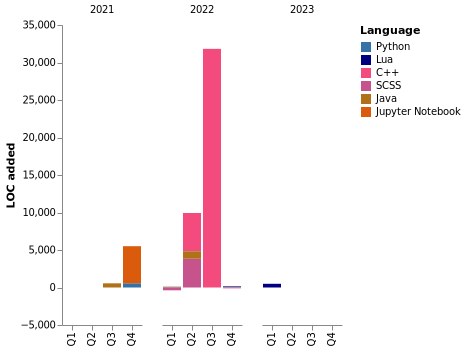 2021 2022 2023
35,000
30,000
25,000
20,000
15,000
10,000
5,000
0
−5,000
LOC added
Q1 Q2 Q3 Q4 Q1 Q2 Q3 Q4 Q1 Q2 Q3 Q4
Language
Python
Lua
C++
SCSS
Java
Jupyter Notebook